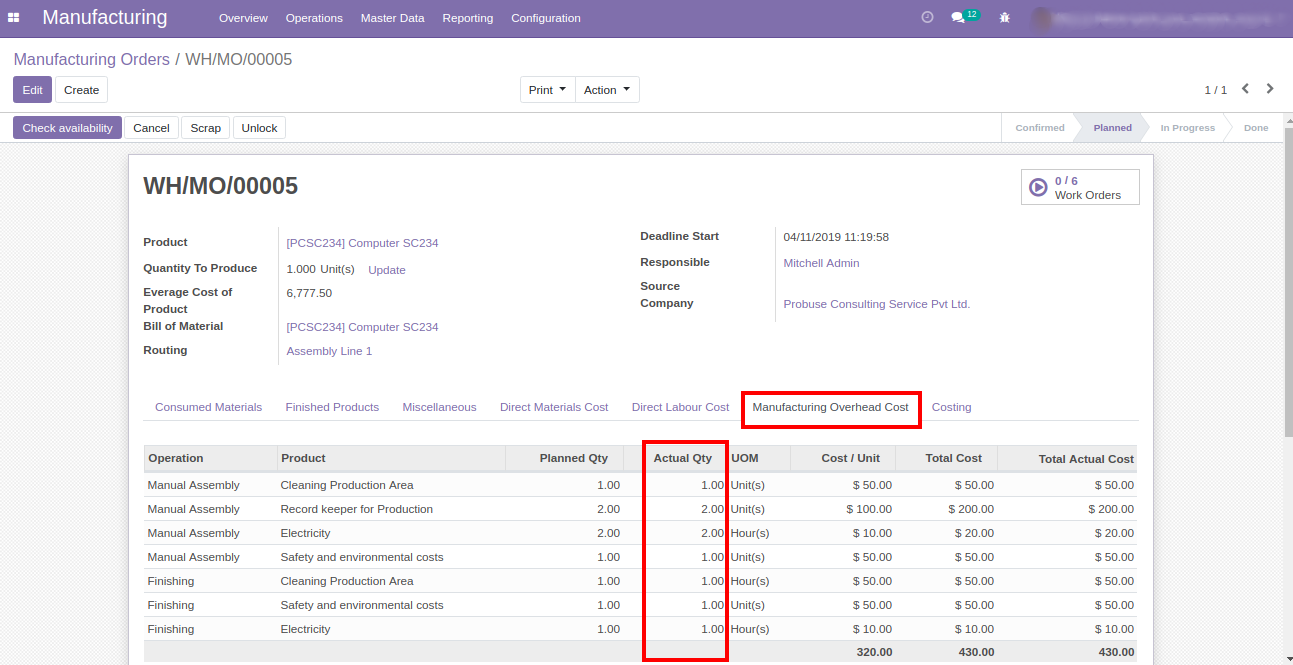 Manufacturing Overview Operations Master Data Reporting Configuration 12
Manufacturing Orders / WH/MO/00005
Edit Create Print Action 1 / 1
Check availability Cancel Scrap Unlock Confirmed Planned In Progress Done
WH/MO/00005
0 / 6
Work Orders
Product [PCSC234] Computer SC234
Quantity To Produce 1.000 Unit(s) Update
Everage Cost of Product 6,777.50
Bill of Material [PCSC234] Computer SC234
Routing Assembly Line 1
Deadline Start 04/11/2019 11:19:58
Responsible Mitchell Admin
Source
Company Probuse Consulting Service Pvt Ltd.
Consumed Materials Finished Products Miscellaneous Direct Materials Cost Direct Labour Cost Manufacturing Overhead Cost Costing
Operation Product Planned Qty Actual Qty UOM Cost / Unit Total Cost Total Actual Cost
Manual Assembly Cleaning Production Area 1.00 1.00 Unit(s) $ 50.00 $ 50.00 $ 50.00
Manual Assembly Record keeper for Production 2.00 2.00 Unit(s) $ 100.00 $ 200.00 $ 200.00
Manual Assembly Electricity 2.00 2.00 Hour(s) $ 10.00 $ 20.00 $ 20.00
Manual Assembly Safety and environmental costs 1.00 1.00 Unit(s) $ 50.00 $ 50.00 $ 50.00
Finishing Cleaning Production Area 1.00 1.00 Hour(s) $ 50.00 $ 50.00 $ 50.00
Finishing Safety and environmental costs 1.00 1.00 Unit(s) $ 50.00 $ 50.00 $ 50.00
Finishing Electricity 1.00 1.00 Hour(s) $ 10.00 $ 10.00 $ 10.00
320.00 430.00 430.00